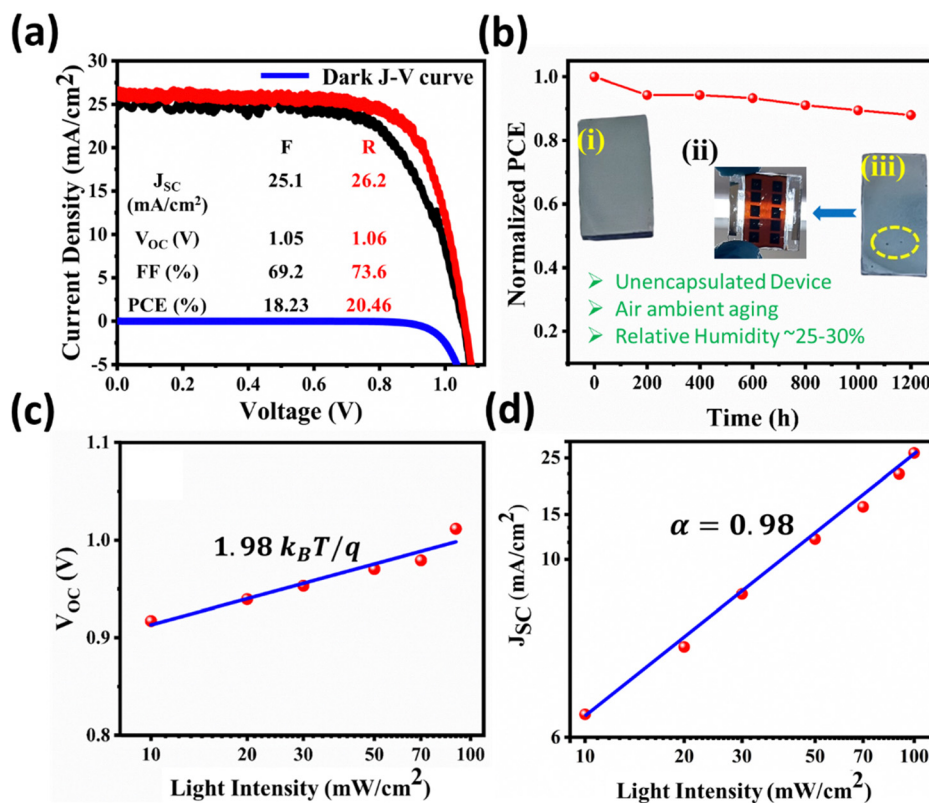 (a)
30
25
20
15
10
5
0
-5
Current Density (mA/cm²)
Dark J-V curve
F R
J_SC (mA/cm²) 25.1 26.2
V_OC (V) 1.05 1.06
FF (%) 69.2 73.6
PCE (%) 18.23 20.46
0.0 0.2 0.4 0.6 0.8 1.0
Voltage (V)
(b)
1.0
0.8
0.6
0.4
0.2
Normalized PCE
(i)
(ii)
(iii)
➢ Unencapsulated Device
➢ Air ambient aging
➢ Relative Humidity ~25-30%
0 200 400 600 800 1000 1200
Time (h)
(c)
1.1
1.0
0.9
0.8
V_OC (V)
1.98 k_BT/q
10 20 30 50 70 100
Light Intensity (mW/cm²)
(d)
25
15
10
6
J_SC (mA/cm²)
α = 0.98
10 20 30 50 70 100
Light Intensity (mW/cm²)